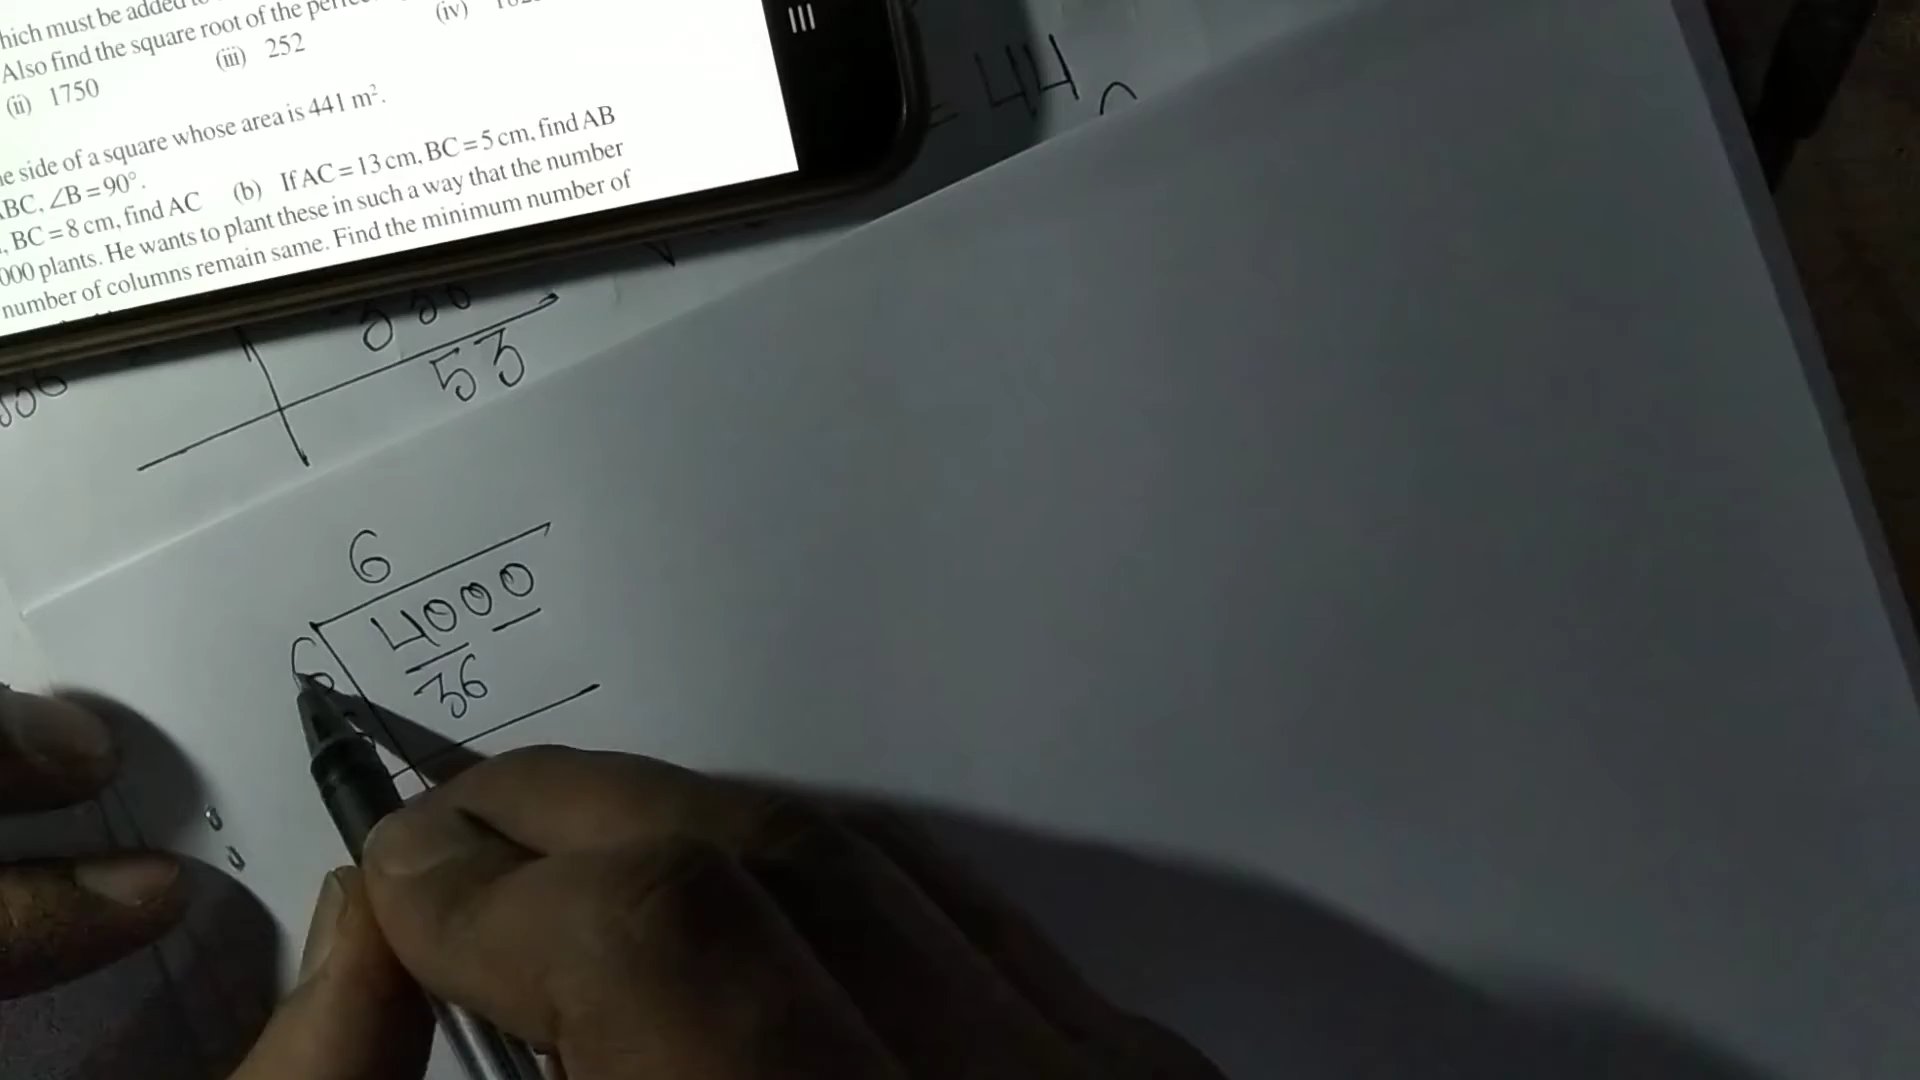 hich must be added to
Also find the square root of the
(ii) 1750 (iii) 252 (iv)
e side of a square whose area is 441 m².
BC, ∠B = 90°.
, BC = 8 cm, find AC (b) If AC = 13 cm, BC = 5 cm, find AB
000 plants. He wants to plant these in such a way that the number
number of columns remain same. Find the minimum number of
= 44
53
6
6 4000
36